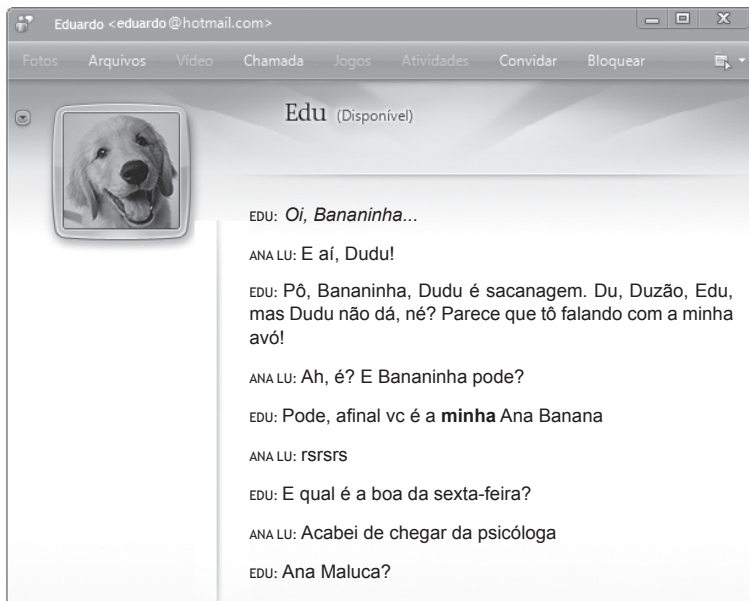 Eduardo <eduardo@hotmail.com>
Fotos Arquivos Vídeo Chamada Jogos Atividades Convidar Bloquear
Edu (Disponível)
EDU: Oi, Bananinha...
ANA LU: E aí, Dudu!
EDU: Pô, Bananinha, Dudu é sacanagem. Du, Duzão, Edu,
mas Dudu não dá, né? Parece que tô falando com a minha
avó!
ANA LU: Ah, é? E Bananinha pode?
EDU: Pode, afinal vc é a minha Ana Banana
ANA LU: rsrsrs
EDU: E qual é a boa da sexta-feira?
ANA LU: Acabei de chegar da psicóloga
EDU: Ana Maluca?